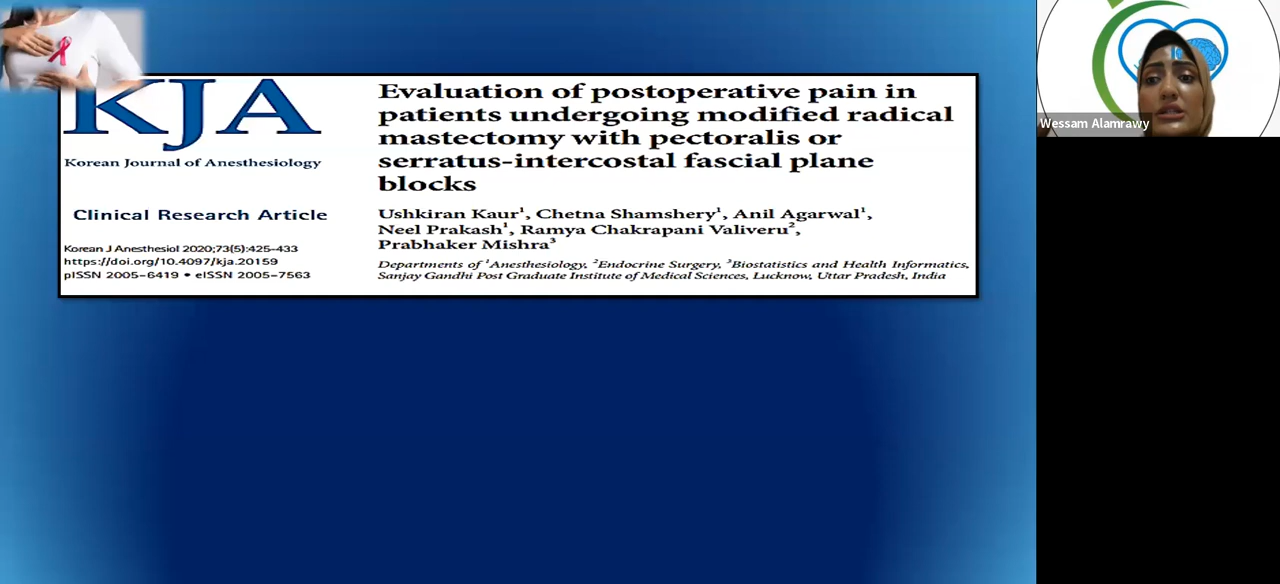 KJA
Korean Journal of Anesthesiology
Clinical Research Article
Korean J Anesthesiol 2020;73(5):425-433
https://doi.org/10.4097/kja.20159
pISSN 2005-6419 • eISSN 2005-7563
Evaluation of postoperative pain in
patients undergoing modified radical
mastectomy with pectoralis or
serratus-intercostal fascial plane
blocks
Ushkiran Kaur¹, Chetna Shamshery¹, Anil Agarwal¹,
Neel Prakash¹, Ramya Chakrapani Valiveru²,
Prabhaker Mishra³
Departments of ¹Anesthesiology, ²Endocrine Surgery, ³Biostatistics and Health Informatics,
Sanjay Gandhi Post Graduate Institute of Medical Sciences, Lucknow, Uttar Pradesh, India
Wessam Alamrawy